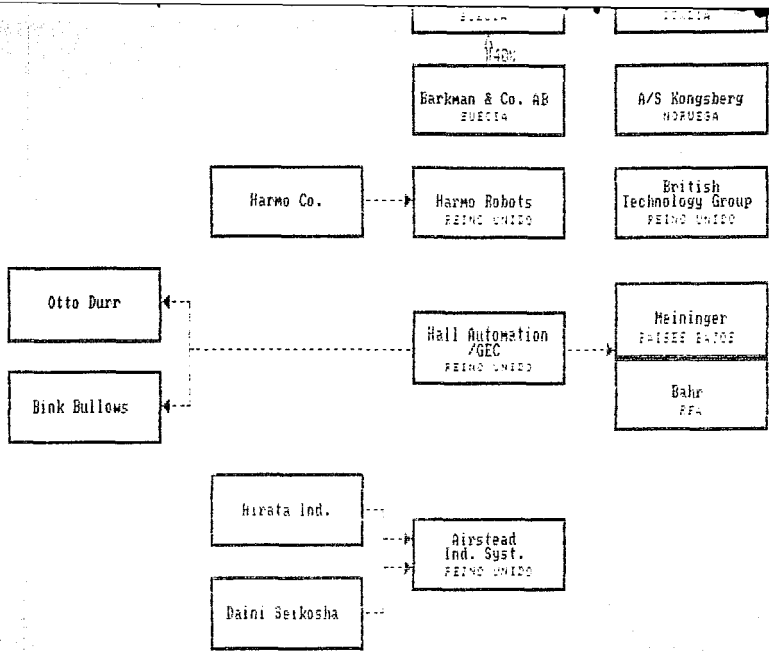 SUECIA
Barkman & Co. AB
SUECIA
A/S Kongsberg
NORUEGA
Harmo Co.
Harmo Robots
REINO UNIDO
British
Technology Group
REINO UNIDO
Otto Durr
Bink Bullows
Hall Automation
/GEC
REINO UNIDO
Meininger
PAISES BAJOS
Bahr
RFA
Hirata Ind.
Daini Seikosha
Airstead
Ind. Syst.
REINO UNIDO